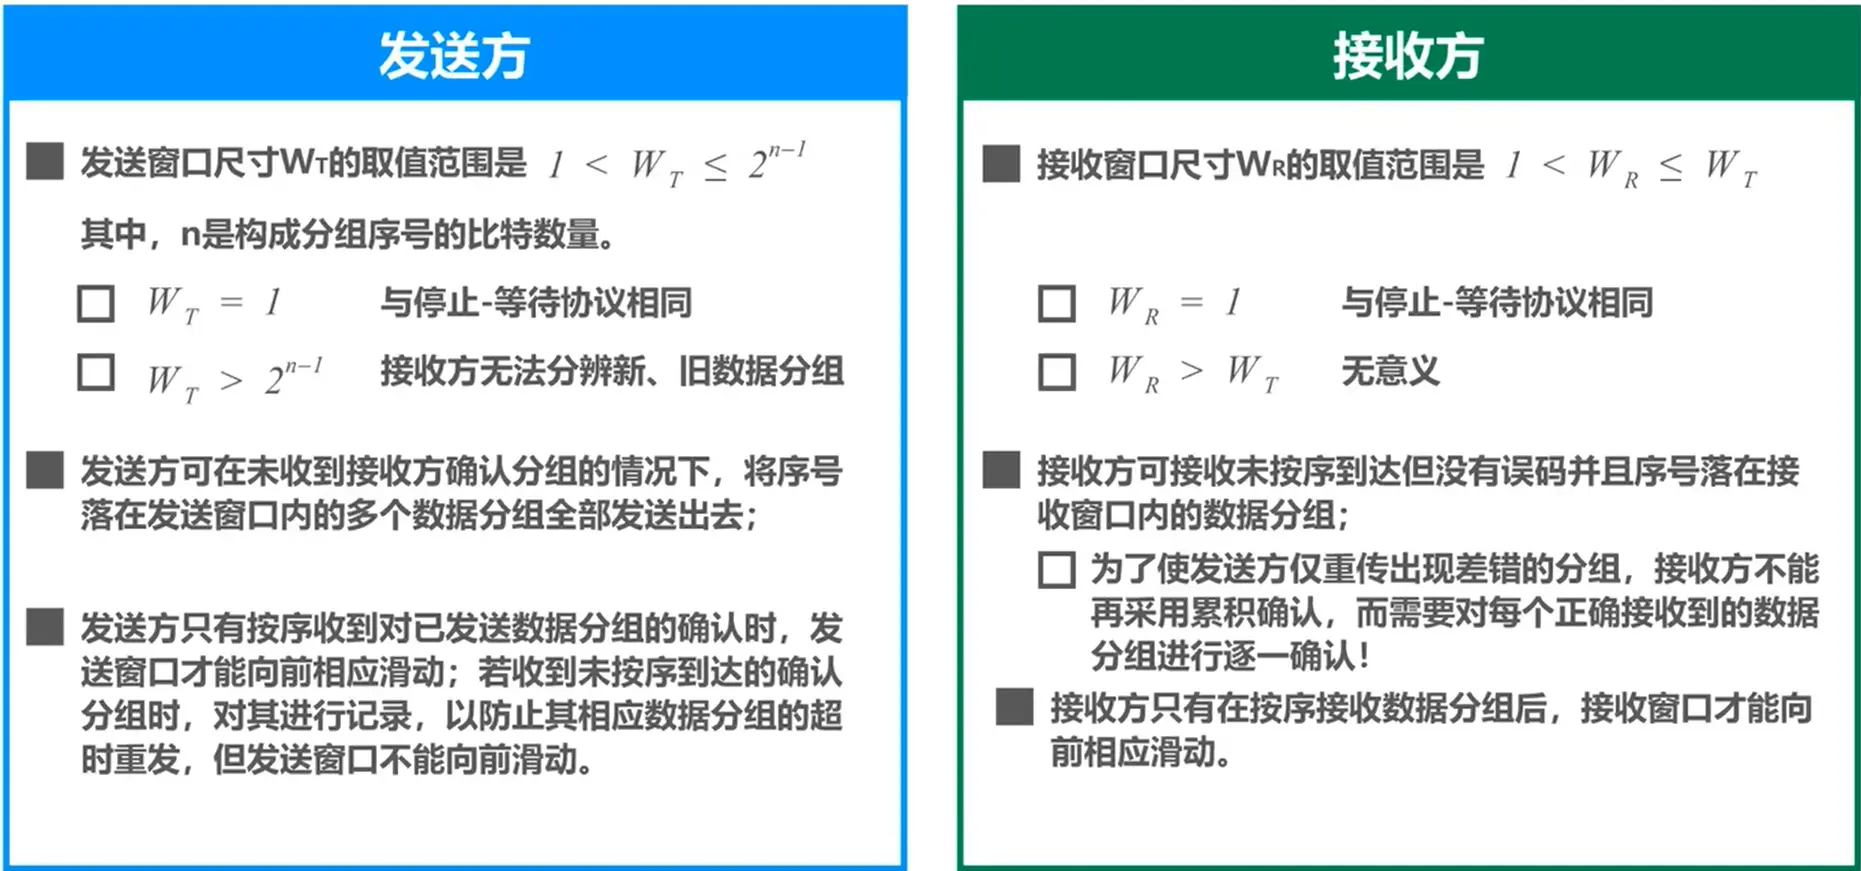 发送方
发送窗口尺寸WT的取值范围是 1 < W_T ≤ 2^{n-1}
其中，n是构成分组序号的比特数量。
W_T = 1 与停止-等待协议相同
W_T > 2^{n-1} 接收方无法分辨新、旧数据分组
发送方可在未收到接收方确认分组的情况下，将序号
落在发送窗口内的多个数据分组全部发送出去；
发送方只有按序收到对已发送数据分组的确认时，发
送窗口才能向前相应滑动；若收到未按序到达的确认
分组时，对其进行记录，以防止其相应数据分组的超
时重发，但发送窗口不能向前滑动。
接收方
接收窗口尺寸WR的取值范围是 1 < W_R ≤ W_T
W_R = 1 与停止-等待协议相同
W_R > W_T 无意义
接收方可接收未按序到达但没有误码并且序号落在接
收窗口内的数据分组；
为了使发送方仅重传出现差错的分组，接收方不能
再采用累积确认，而需要对每个正确接收到的数据
分组进行逐一确认！
接收方只有在按序接收数据分组后，接收窗口才能向
前相应滑动。